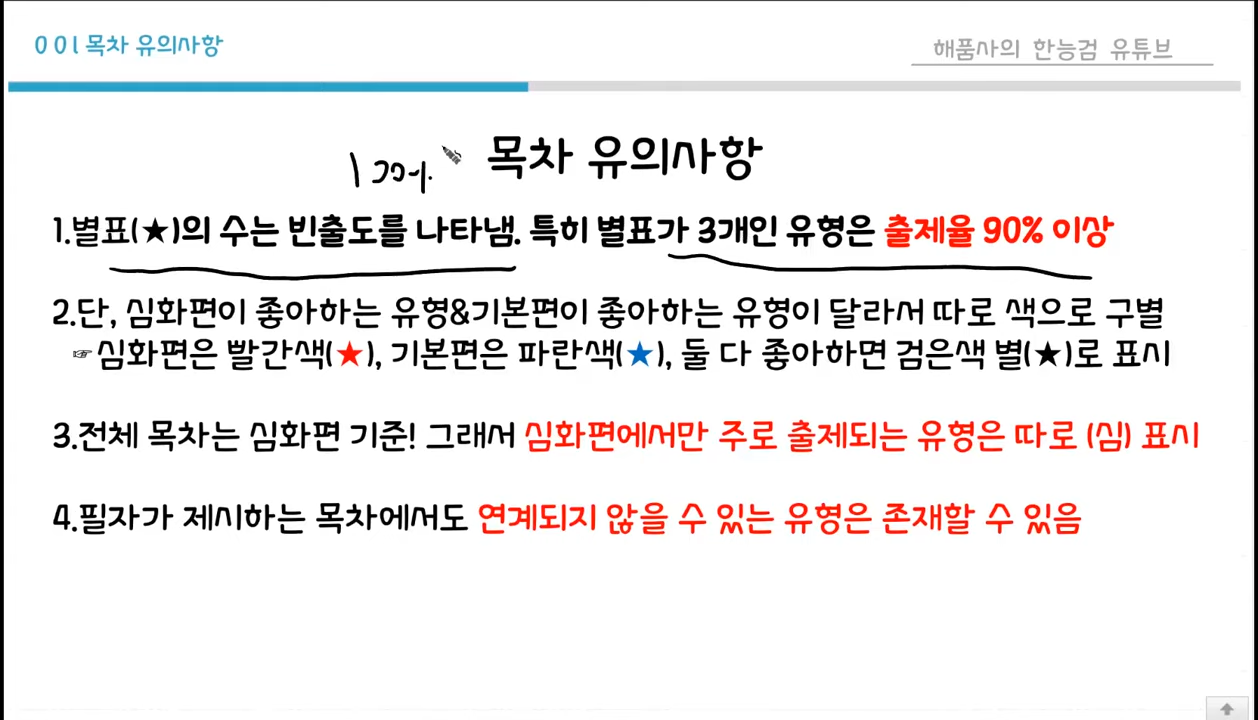 001 목차 유의사항
해품사의 한능검 유튜브
목차 유의사항
1.별표(★)의 수는 빈출도를 나타냄. 특히 별표가 3개인 유형은 출제율 90% 이상
2.단, 심화편이 좋아하는 유형&기본편이 좋아하는 유형이 달라서 따로 색으로 구별
☞심화편은 빨간색(★), 기본편은 파란색(★), 둘 다 좋아하면 검은색 별(★)로 표시
3.전체 목차는 심화편 기준! 그래서 심화편에서만 주로 출제되는 유형은 따로 (심) 표시
4.필자가 제시하는 목차에서도 연계되지 않을 수 있는 유형은 존재할 수 있음